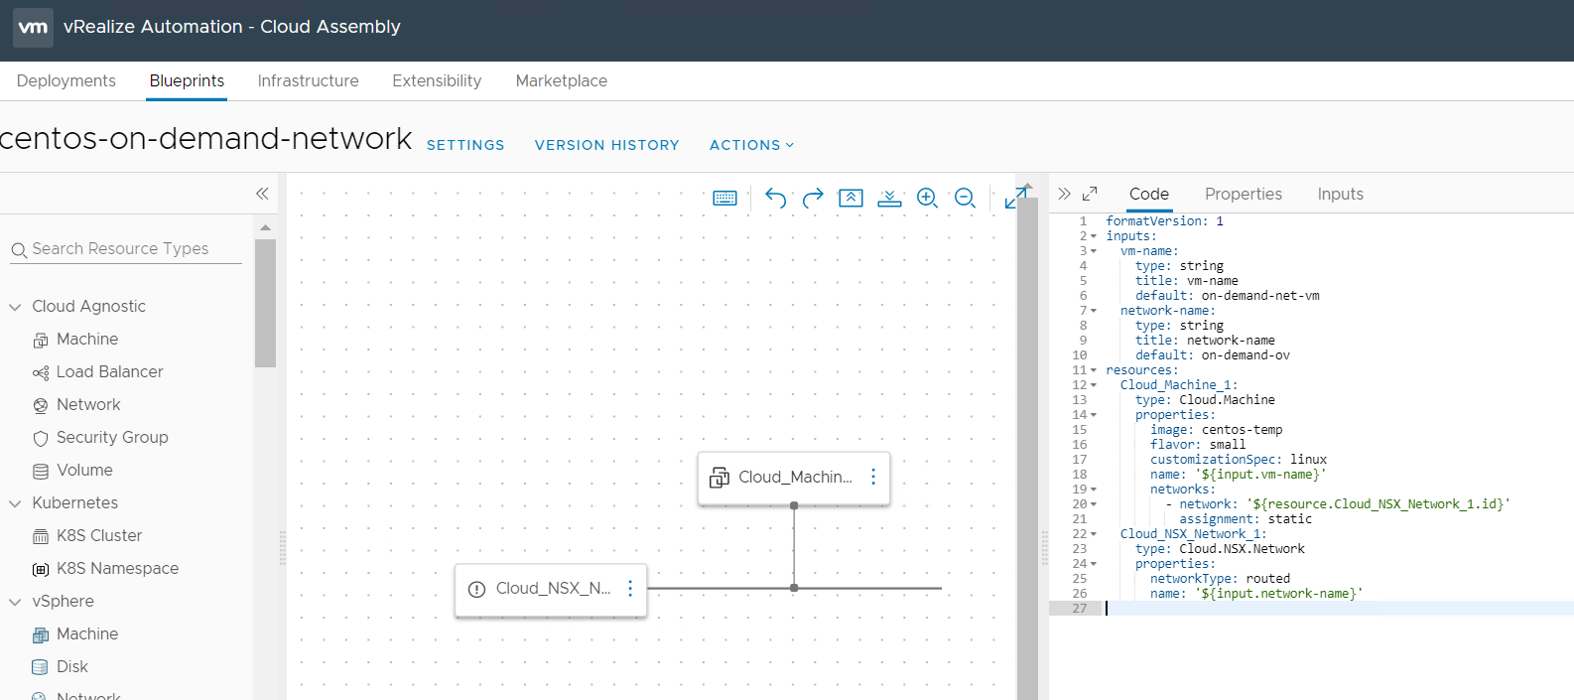 vm vRealize Automation - Cloud Assembly
Deployments Blueprints Infrastructure Extensibility Marketplace
centos-on-demand-network SETTINGS VERSION HISTORY ACTIONS
Search Resource Types
Cloud Agnostic
Machine
Load Balancer
Network
Security Group
Volume
Kubernetes
K8S Cluster
K8S Namespace
vSphere
Machine
Disk
Network
Cloud_Machin...
Cloud_NSX_N...
Code Properties Inputs
1 formatVersion: 1
2 inputs:
3 vm-name:
4 type: string
5 title: vm-name
6 default: on-demand-net-vm
7 network-name:
8 type: string
9 title: network-name
10 default: on-demand-ov
11 resources:
12 Cloud_Machine_1:
13 type: Cloud.Machine
14 properties:
15 image: centos-temp
16 flavor: small
17 customizationSpec: linux
18 name: '${input.vm-name}'
19 networks:
20 - network: '${resource.Cloud_NSX_Network_1.id}'
21 assignment: static
22 Cloud_NSX_Network_1:
23 type: Cloud.NSX.Network
24 properties:
25 networkType: routed
26 name: '${input.network-name}'
27